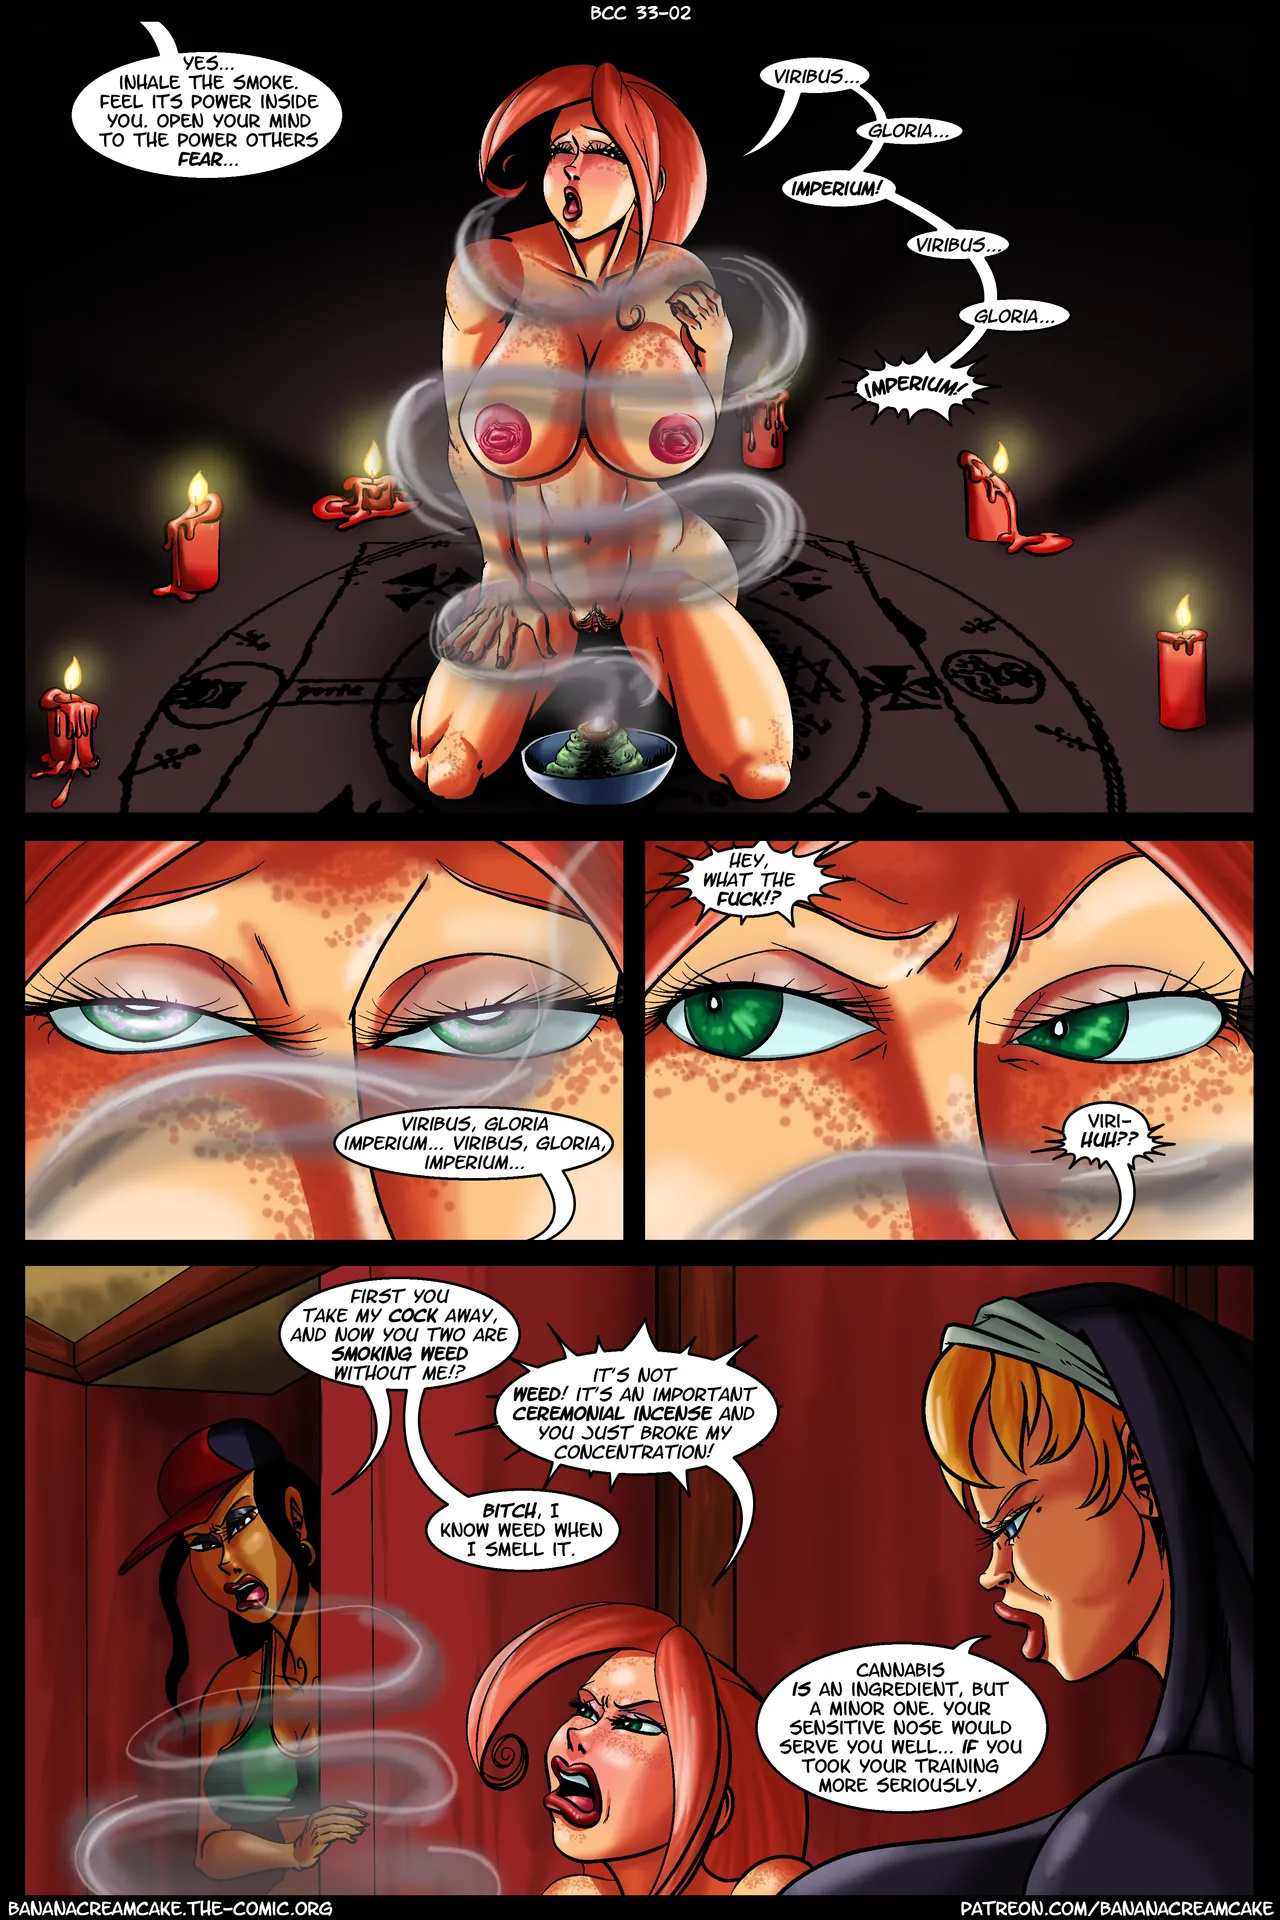 BCC 33-02
YES...
INHALE THE SMOKE.
FEEL ITS POWER INSIDE
YOU. OPEN YOUR MIND
TO THE POWER OTHERS
FEAR...
VIRIBUS...
GLORIA...
IMPERIUM!
VIRIBUS...
GLORIA...
IMPERIUM!
VIRIBUS, GLORIA
IMPERIUM... VIRIBUS, GLORIA,
IMPERIUM...
HEY,
WHAT THE
FUCK!?
VIRI-
HUH??
FIRST YOU
TAKE MY COCK AWAY,
AND NOW YOU TWO ARE
SMOKING WEED
WITHOUT ME!?
IT'S NOT
WEED! IT'S AN IMPORTANT
CEREMONIAL INCENSE AND
YOU JUST BROKE MY
CONCENTRATION!
BITCH, I
KNOW WEED WHEN
I SMELL IT.
CANNABIS
IS AN INGREDIENT, BUT
A MINOR ONE. YOUR
SENSITIVE NOSE WOULD
SERVE YOU WELL... IF YOU
TOOK YOUR TRAINING
MORE SERIOUSLY.
BANANACREAMCAKE.THE-COMIC.ORG
PATREON.COM/BANANACREAMCAKE